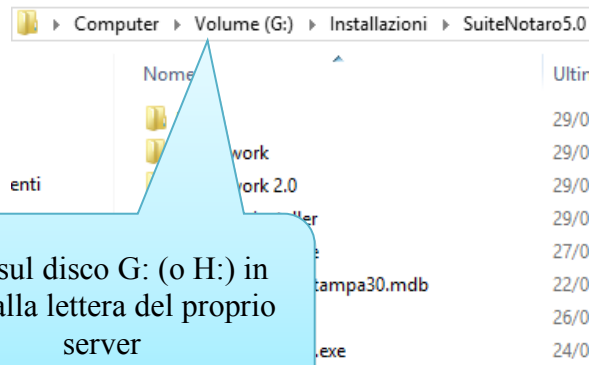 Computer ▸ Volume (G:) ▸ Installazioni ▸ SuiteNotaro5.0
Nome
29/0
work
29/0
enti
work 2.0
29/0
29/0
27/0
tampa30.mdb
22/0
26/0
.exe
24/0
sul disco G: (o H:) in
alla lettera del proprio
server